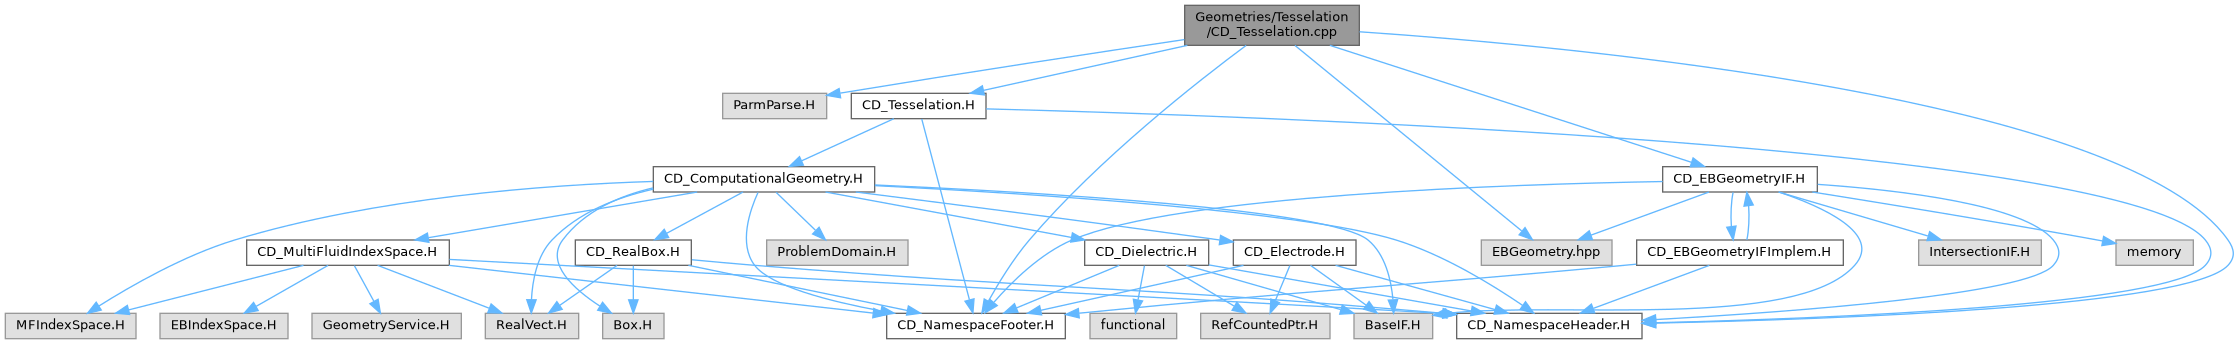 Geometries/Tesselation
/CD_Tesselation.cpp
ParmParse.H
CD_Tesselation.H
CD_ComputationalGeometry.H
CD_EBGeometryIF.H
CD_MultiFluidIndexSpace.H
CD_RealBox.H
ProblemDomain.H
CD_Dielectric.H
CD_Electrode.H
EBGeometry.hpp
CD_EBGeometryIFImplem.H
IntersectionIF.H
memory
MFIndexSpace.H
EBIndexSpace.H
GeometryService.H
RealVect.H
Box.H
CD_NamespaceFooter.H
functional
RefCountedPtr.H
BaseIF.H
CD_NamespaceHeader.H